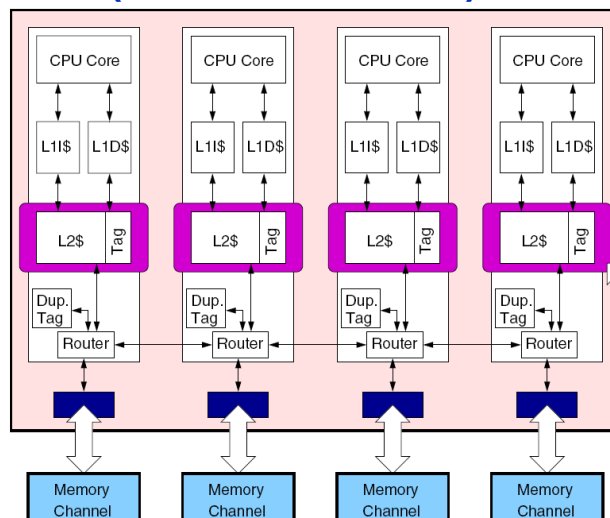 CPU Core
CPU Core
CPU Core
CPU Core
L1I$ L1D$
L1I$ L1D$
L1I$ L1D$
L1I$ L1D$
L2$ Tag
L2$ Tag
L2$ Tag
L2$ Tag
Dup.
Tag
Dup.
Tag
Dup.
Tag
Dup.
Tag
Router
Router
Router
Router
Memory
Channel
Memory
Channel
Memory
Channel
Memory
Channel